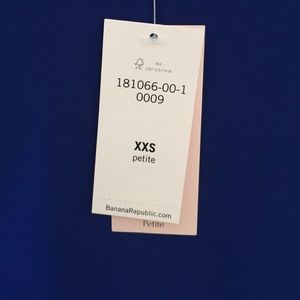 181066-00-1
0009
XXS
petite
BananaRepublic.com
Petite